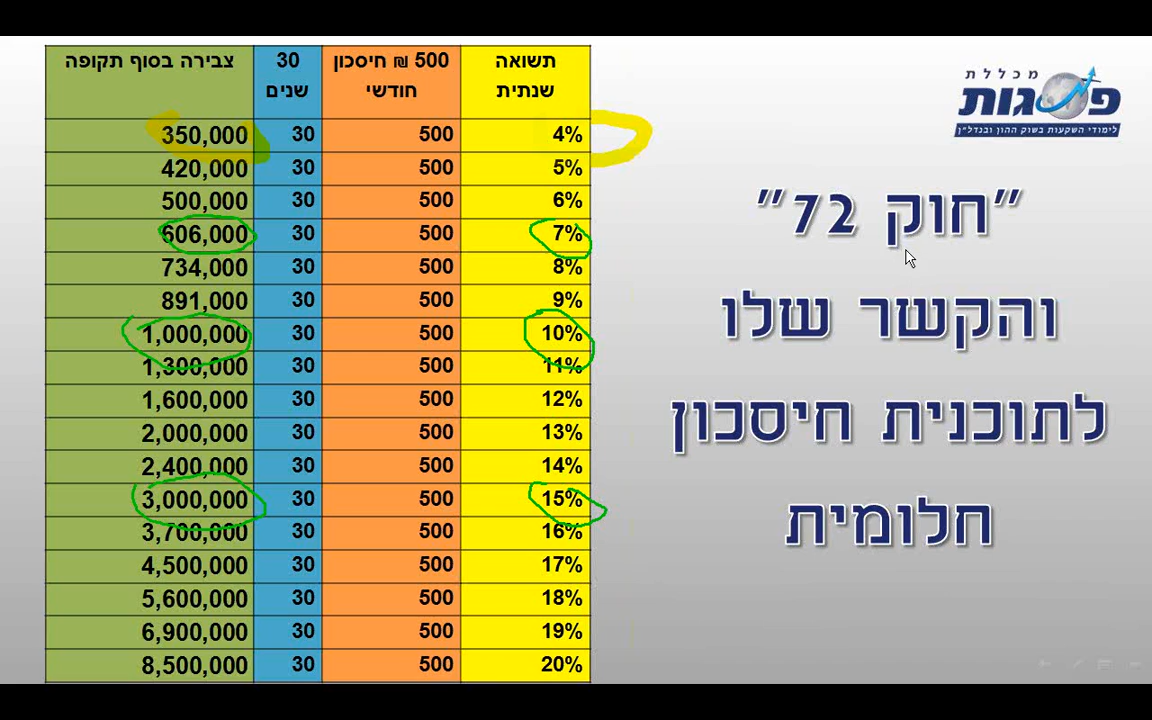 מכללת
פסגות
לימודי השקעות בשוק ההון ובנדל"ן
"חוק 72"
והקשר שלו
לתוכנית חיסכון
חלומית
תשואה שנתית | 500 ₪ חיסכון חודשי | 30 שנים | צבירה בסוף תקופה
4% 500 30 350,000
5% 500 30 420,000
6% 500 30 500,000
7% 500 30 606,000
8% 500 30 734,000
9% 500 30 891,000
10% 500 30 1,000,000
11% 500 30 1,300,000
12% 500 30 1,600,000
13% 500 30 2,000,000
14% 500 30 2,400,000
15% 500 30 3,000,000
16% 500 30 3,700,000
17% 500 30 4,500,000
18% 500 30 5,600,000
19% 500 30 6,900,000
20% 500 30 8,500,000